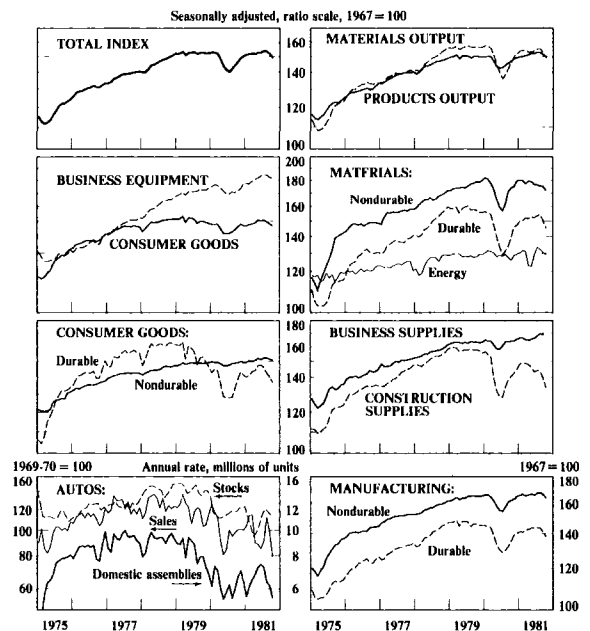 Seasonally adjusted, ratio scale, 1967 = 100
TOTAL INDEX
MATERIALS OUTPUT
PRODUCTS OUTPUT
160
140
120
100
BUSINESS EQUIPMENT
CONSUMER GOODS
MATFRIALS:
Nondurable
Durable
Energy
200
180
160
140
120
100
CONSUMER GOODS:
Durable
Nondurable
BUSINESS SUPPLIES
CONSTRUCTION
SUPPLIES
180
160
140
120
100
1969-70 = 100
Annual rate, millions of units
1967 = 100
160
120
100
80
60
AUTOS:
Stocks
Sales
Domestic assemblies
16
12
8
6
MANUFACTURING:
Nondurable
Durable
180
160
140
120
100
1975 1977 1979 1981 1975 1977 1979 1981